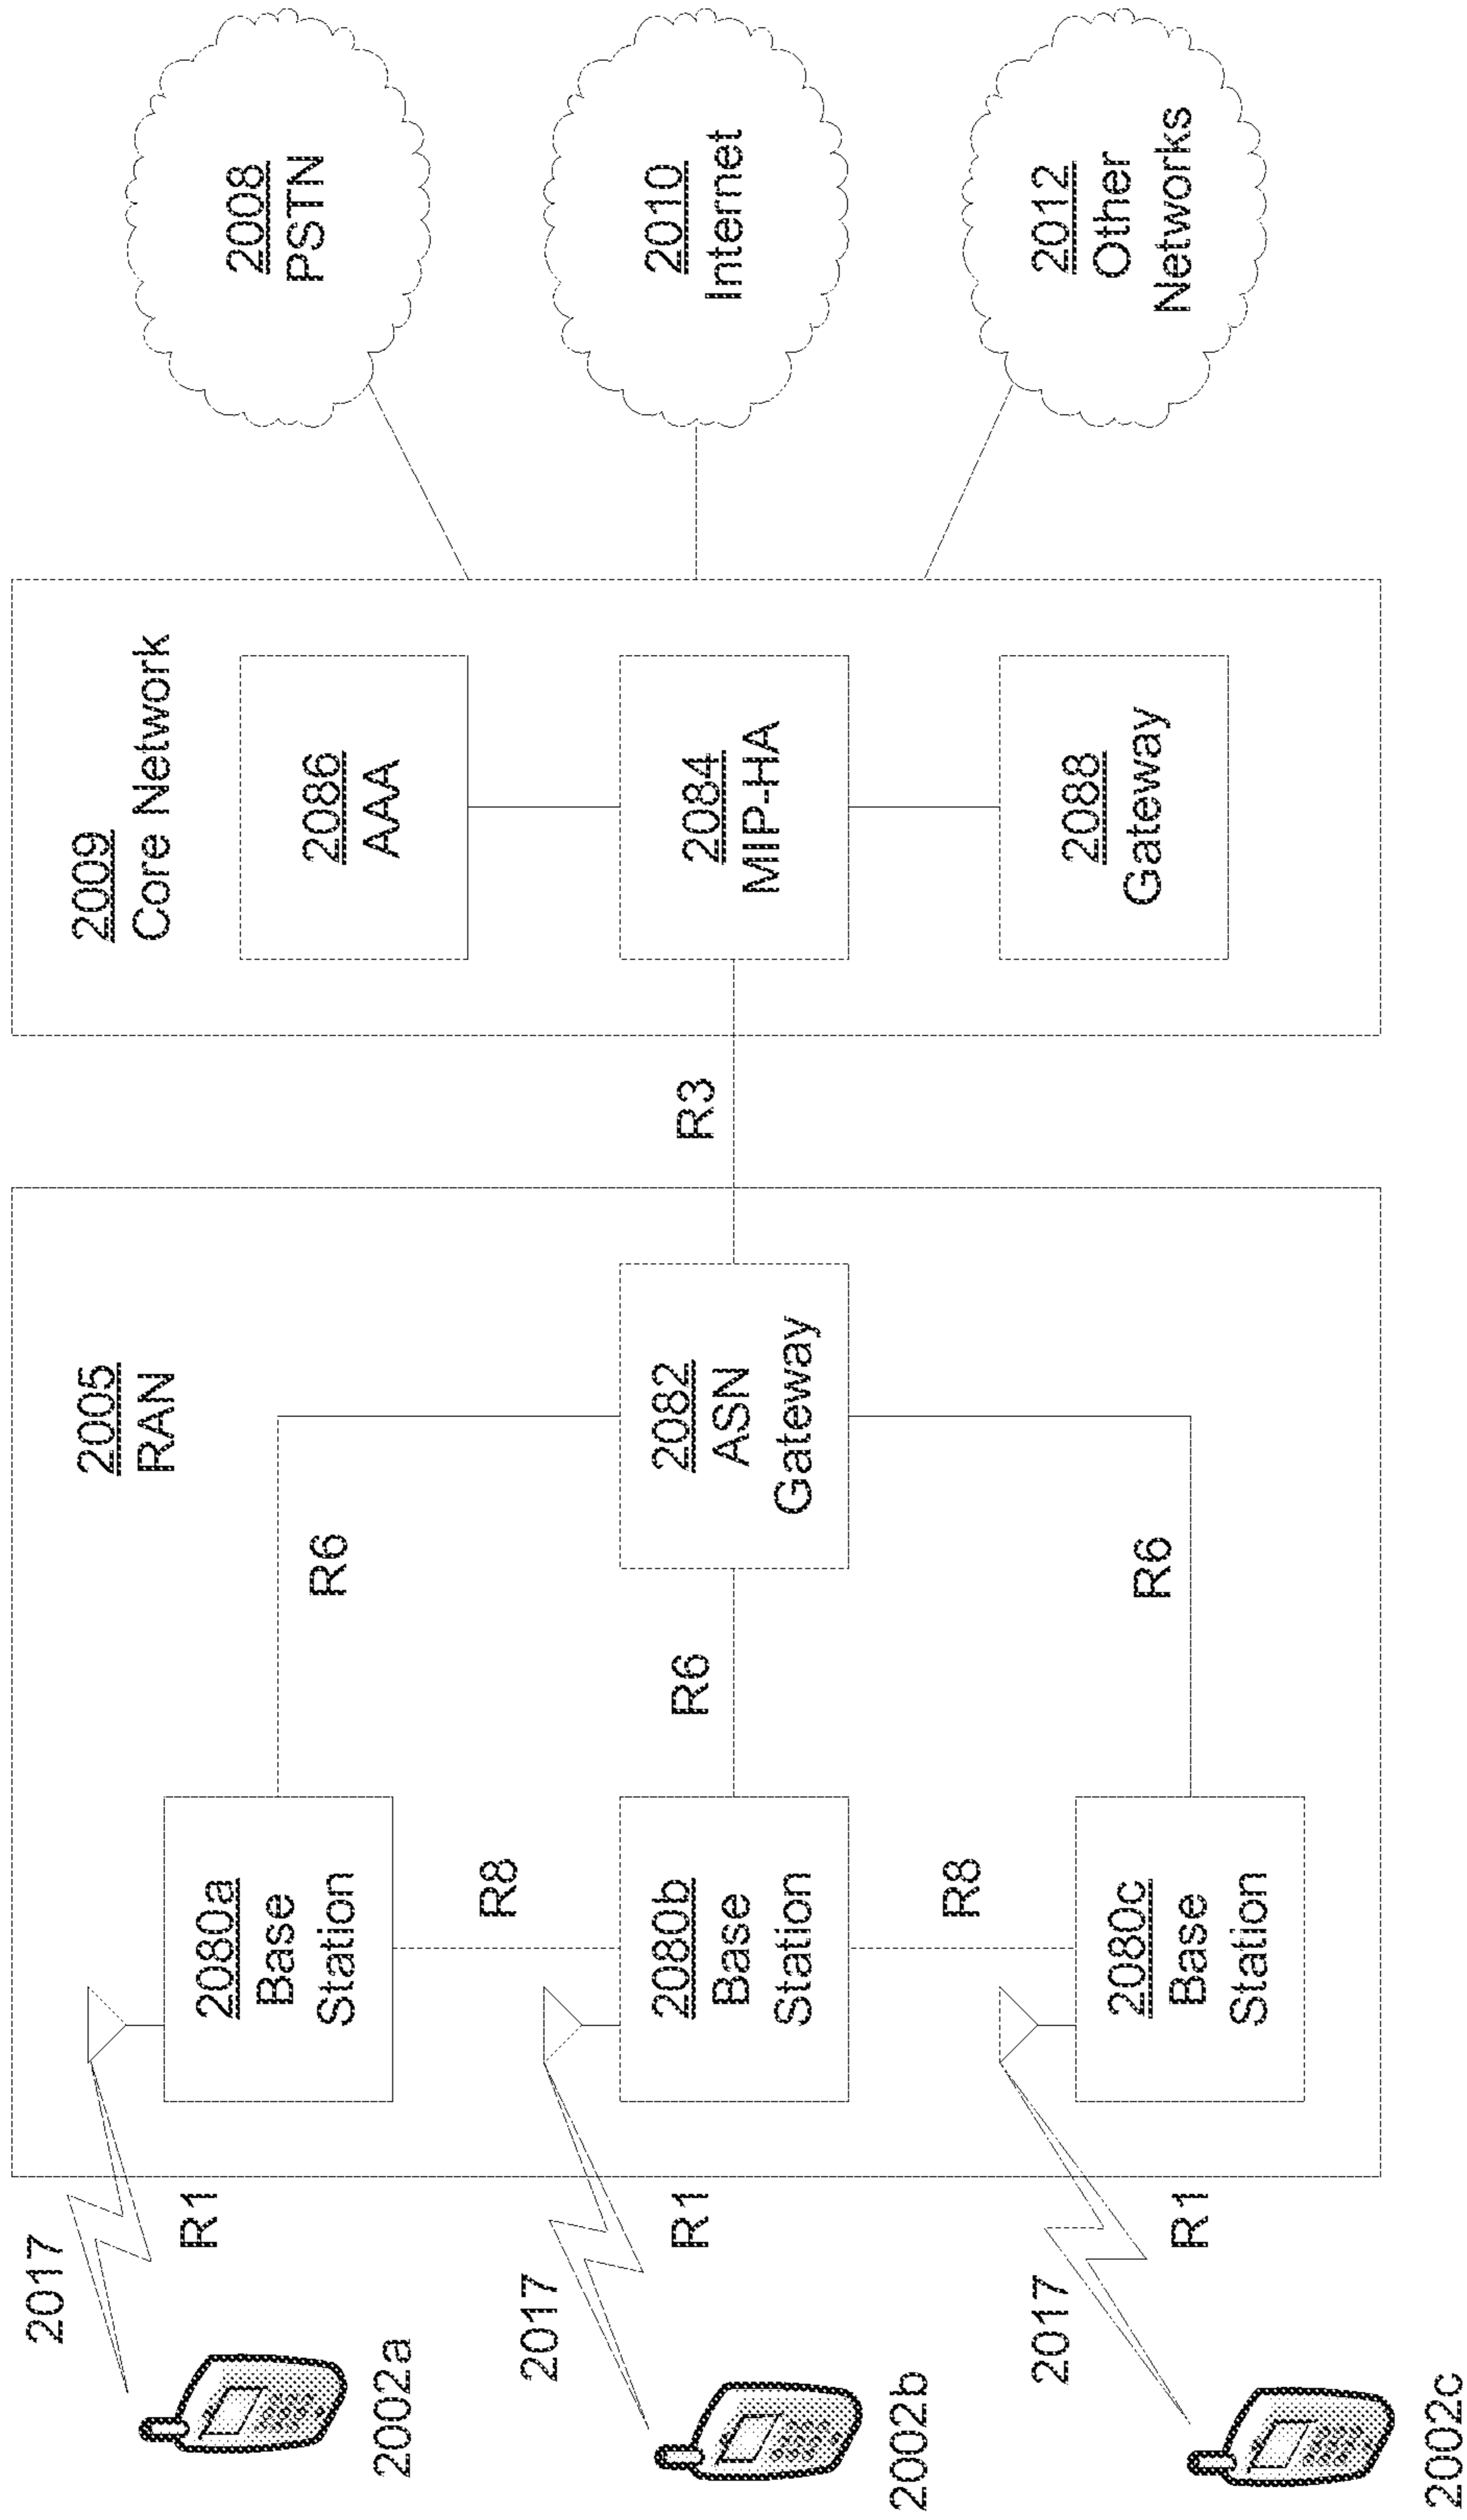 2017
2002a
R1
2017
2002b
R1
2017
2002c
R1
2005
RAN
2080a
Base
Station
R8
2080b
Base
Station
R8
2080c
Base
Station
R6
R6
R6
2082
ASN
Gateway
R3
2009
Core Network
2086
AAA
2084
MIP-HA
2088
Gateway
2008
PSTN
2010
Internet
2012
Other
Networks